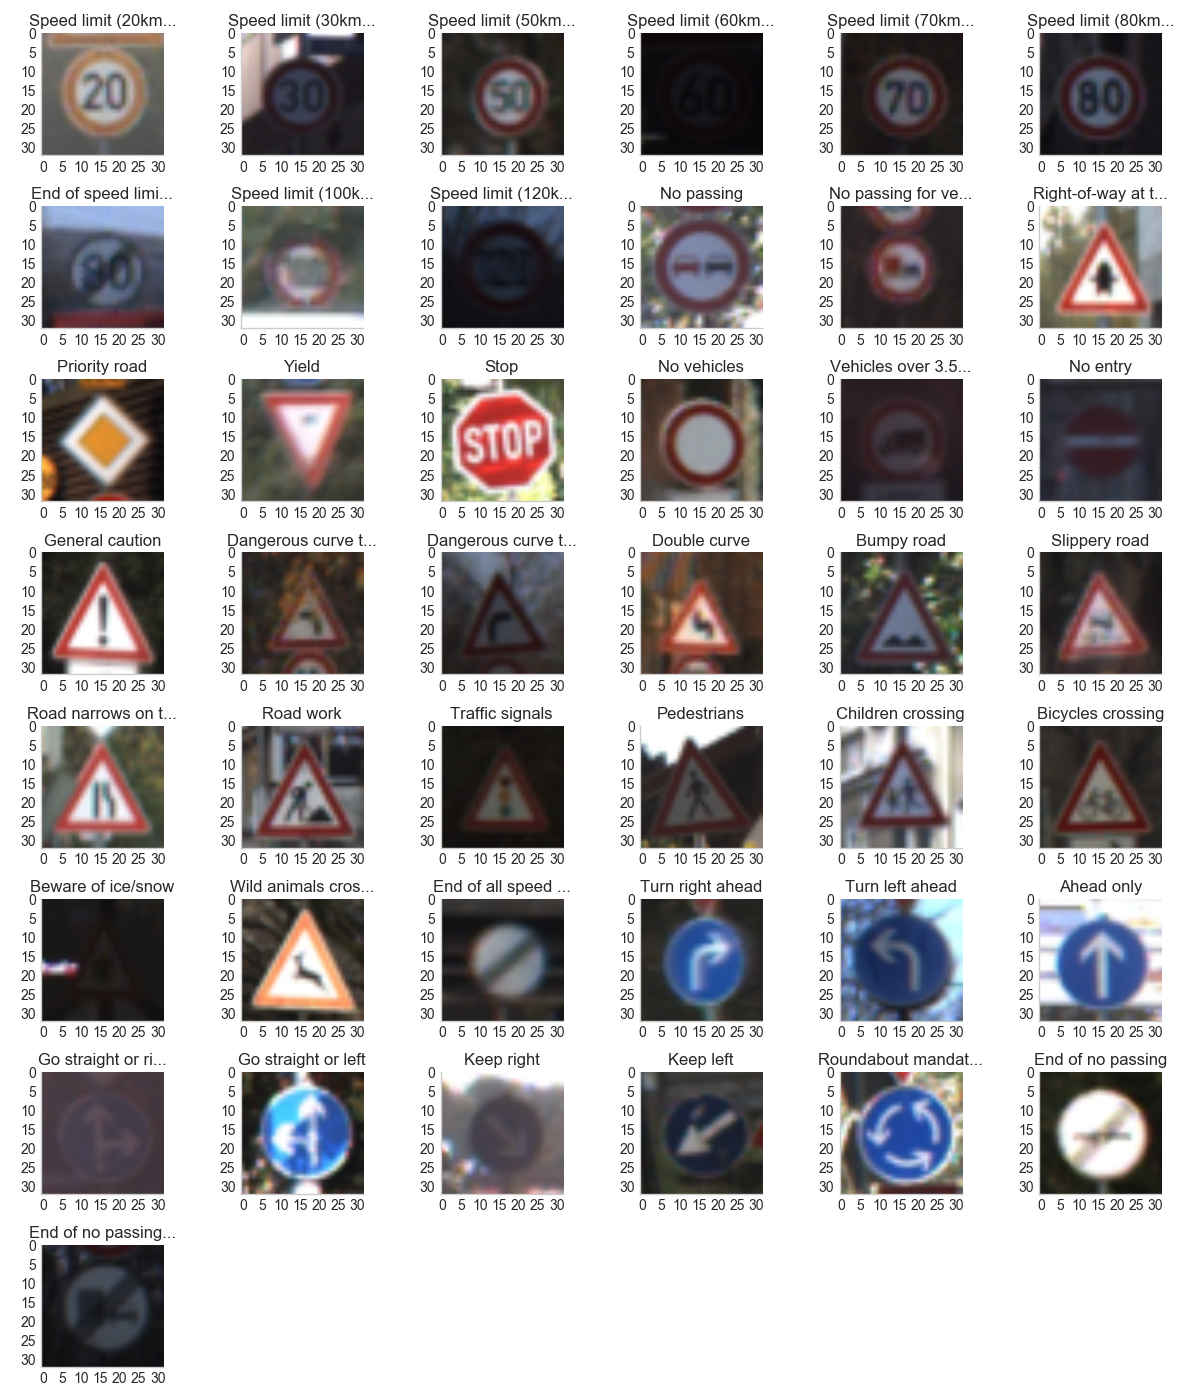 Speed limit (20km... Speed limit (30km... Speed limit (50km... Speed limit (60km... Speed limit (70km... Speed limit (80km...
0 0 0 0 0 0
5 5 5 5 5 5
10 10 10 10 10 10
15 20 15 30 15 50 15 60 15 70 15 80
20 20 20 20 20 20
25 25 25 25 25 25
30 30 30 30 30 30
0 5 10 15 20 25 30 0 5 10 15 20 25 30 0 5 10 15 20 25 30 0 5 10 15 20 25 30 0 5 10 15 20 25 30 0 5 10 15 20 25 30
End of speed limi... Speed limit (100k... Speed limit (120k... No passing No passing for ve... Right-of-way at t...
0 0 0 0 0 0
5 5 5 5 5 5
10 10 10 10 10 10
15 80 15 15 15 15 15
20 20 20 20 20 20
25 25 25 25 25 25
30 30 30 30 30 30
0 5 10 15 20 25 30 0 5 10 15 20 25 30 0 5 10 15 20 25 30 0 5 10 15 20 25 30 0 5 10 15 20 25 30 0 5 10 15 20 25 30
Priority road Yield Stop No vehicles Vehicles over 3.5... No entry
0 0 0 0 0 0
5 5 5 5 5 5
10 10 10 10 10 10
15 15 15 STOP 15 15 15
20 20 20 20 20 20
25 25 25 25 25 25
30 30 30 30 30 30
0 5 10 15 20 25 30 0 5 10 15 20 25 30 0 5 10 15 20 25 30 0 5 10 15 20 25 30 0 5 10 15 20 25 30 0 5 10 15 20 25 30
General caution Dangerous curve t... Dangerous curve t... Double curve Bumpy road Slippery road
0 0 0 0 0 0
5 5 5 5 5 5
10 10 10 10 10 10
15 15 15 15 15 15
20 20 20 20 20 20
25 25 25 25 25 25
30 30 30 30 30 30
0 5 10 15 20 25 30 0 5 10 15 20 25 30 0 5 10 15 20 25 30 0 5 10 15 20 25 30 0 5 10 15 20 25 30 0 5 10 15 20 25 30
Road narrows on t... Road work Traffic signals Pedestrians Children crossing Bicycles crossing
0 0 0 0 0 0
5 5 5 5 5 5
10 10 10 10 10 10
15 15 15 15 15 15
20 20 20 20 20 20
25 25 25 25 25 25
30 30 30 30 30 30
0 5 10 15 20 25 30 0 5 10 15 20 25 30 0 5 10 15 20 25 30 0 5 10 15 20 25 30 0 5 10 15 20 25 30 0 5 10 15 20 25 30
Beware of ice/snow Wild animals cros... End of all speed ... Turn right ahead Turn left ahead Ahead only
0 0 0 0 0 0
5 5 5 5 5 5
10 10 10 10 10 10
15 15 15 15 15 15
20 20 20 20 20 20
25 25 25 25 25 25
30 30 30 30 30 30
0 5 10 15 20 25 30 0 5 10 15 20 25 30 0 5 10 15 20 25 30 0 5 10 15 20 25 30 0 5 10 15 20 25 30 0 5 10 15 20 25 30
Go straight or ri... Go straight or left Keep right Keep left Roundabout mandat... End of no passing
0 0 0 0 0 0
5 5 5 5 5 5
10 10 10 10 10 10
15 15 15 15 15 15
20 20 20 20 20 20
25 25 25 25 25 25
30 30 30 30 30 30
0 5 10 15 20 25 30 0 5 10 15 20 25 30 0 5 10 15 20 25 30 0 5 10 15 20 25 30 0 5 10 15 20 25 30 0 5 10 15 20 25 30
End of no passing...
0
5
10
15
20
25
30
0 5 10 15 20 25 30